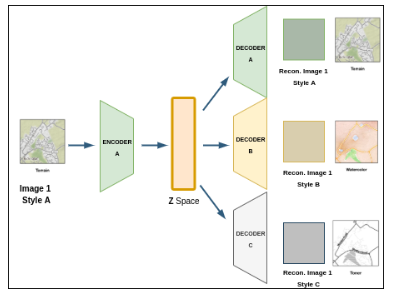 DECODER
A
Recon. Image 1
Style A
Terrain
ENCODER
A
Terrain
Image 1
Style A
Z Space
DECODER
B
Recon. Image 1
Style B
Watercolor
DECODER
C
Recon. Image 1
Style C
Toner